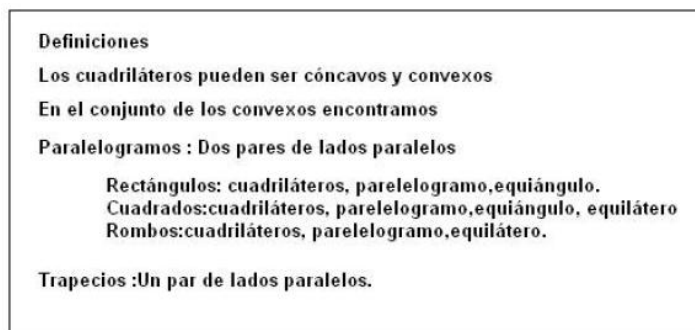 Definiciones
Los cuadriláteros pueden ser cóncavos y convexos
En el conjunto de los convexos encontramos
Paralelogramos : Dos pares de lados paralelos
Rectángulos: cuadriláteros, parelelogramo,equiángulo.
Cuadrados:cuadriláteros, parelelogramo,equiángulo, equilátero
Rombos:cuadriláteros, parelelogramo,equilátero.
Trapecios :Un par de lados paralelos.